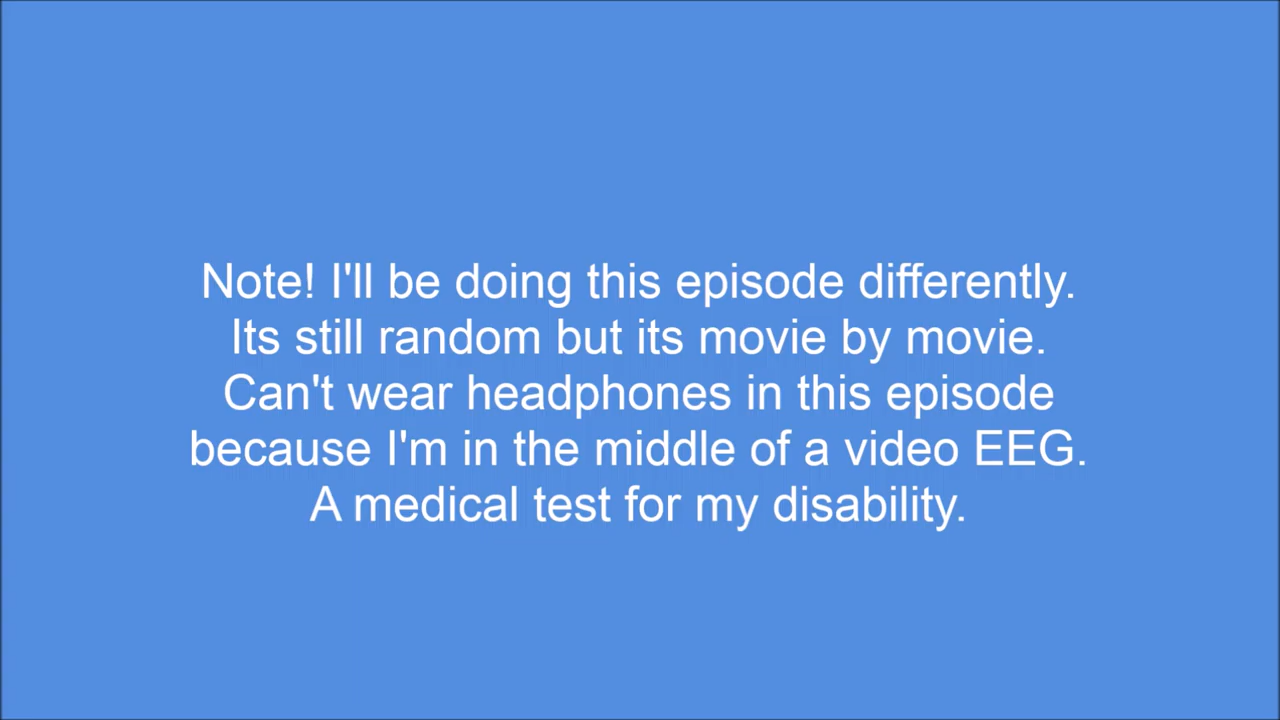 Note! I'll be doing this episode differently.
Its still random but its movie by movie.
Can't wear headphones in this episode
because I'm in the middle of a video EEG.
A medical test for my disability.